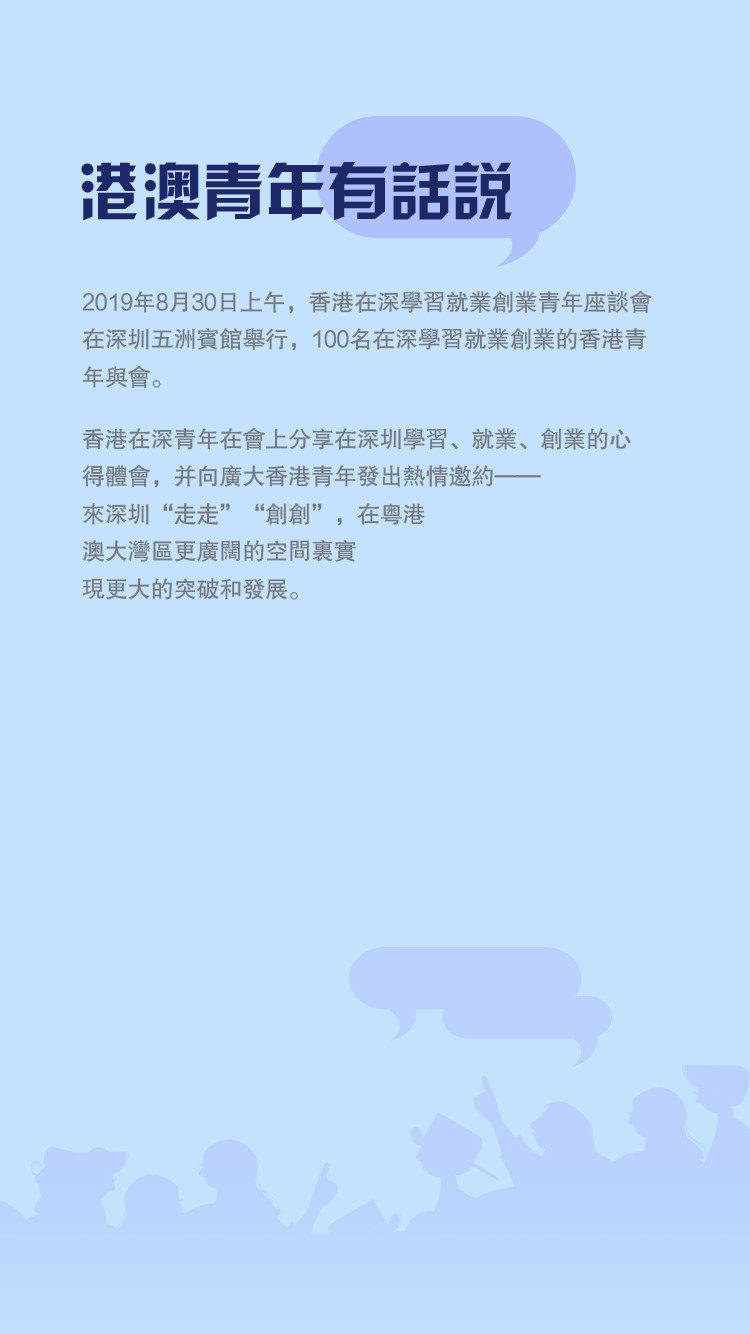 港澳青年有話説
2019年8月30日上午，香港在深學習就業創業青年座談會
在深圳五洲賓館舉行，100名在深學習就業創業的香港青
年與會。
香港在深青年在會上分享在深圳學習、就業、創業的心
得體會，并向廣大香港青年發出熱情邀約——
來深圳“走走”“創創”，在粵港
澳大灣區更廣闊的空間裏實
現更大的突破和發展。